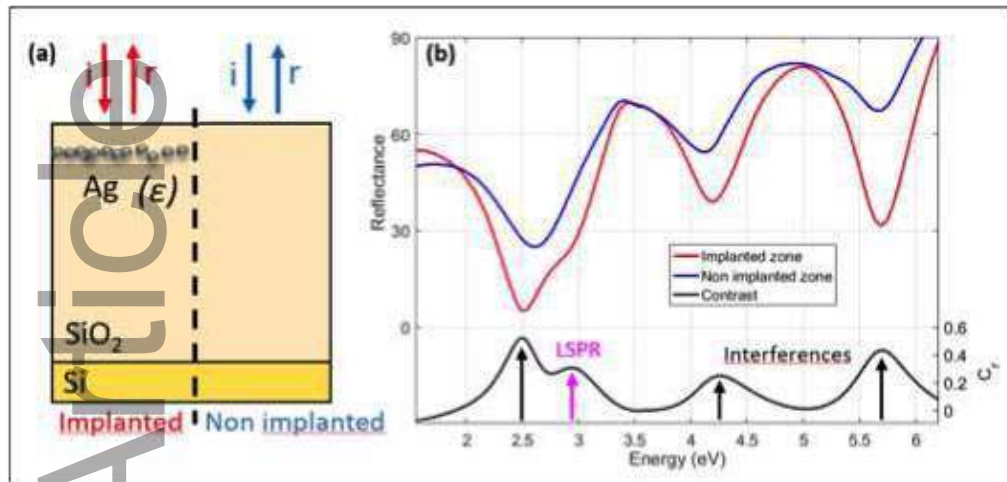 (a)
i r i r
Ag (ε)
SiO2
Si
Implanted Non implanted
Article
(b)
90
60
30
0
Reflectance
Implanted zone
Non implanted zone
Contrast
LSPR
Interferences
0.6
0.4
0.2
0
Cr
2 2.5 3 3.5 4 4.5 5 5.5 6
Energy (eV)